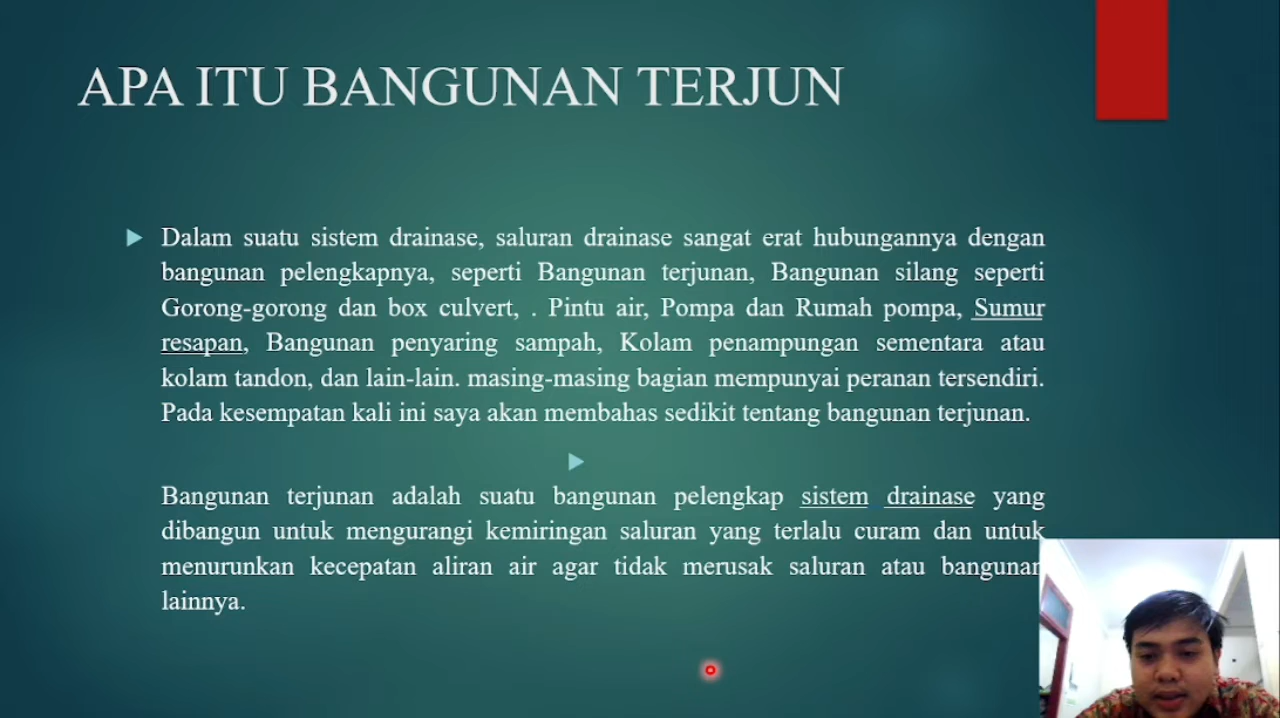 APA ITU BANGUNAN TERJUN
Dalam suatu sistem drainase, saluran drainase sangat erat hubungannya dengan
bangunan pelengkapnya, seperti Bangunan terjunan, Bangunan silang seperti
Gorong-gorong dan box culvert, . Pintu air, Pompa dan Rumah pompa, Sumur
resapan, Bangunan penyaring sampah, Kolam penampungan sementara atau
kolam tandon, dan lain-lain. masing-masing bagian mempunyai peranan tersendiri.
Pada kesempatan kali ini saya akan membahas sedikit tentang bangunan terjunan.
Bangunan terjunan adalah suatu bangunan pelengkap sistem drainase yang
dibangun untuk mengurangi kemiringan saluran yang terlalu curam dan untuk
menurunkan kecepatan aliran air agar tidak merusak saluran atau bangunan
lainnya.